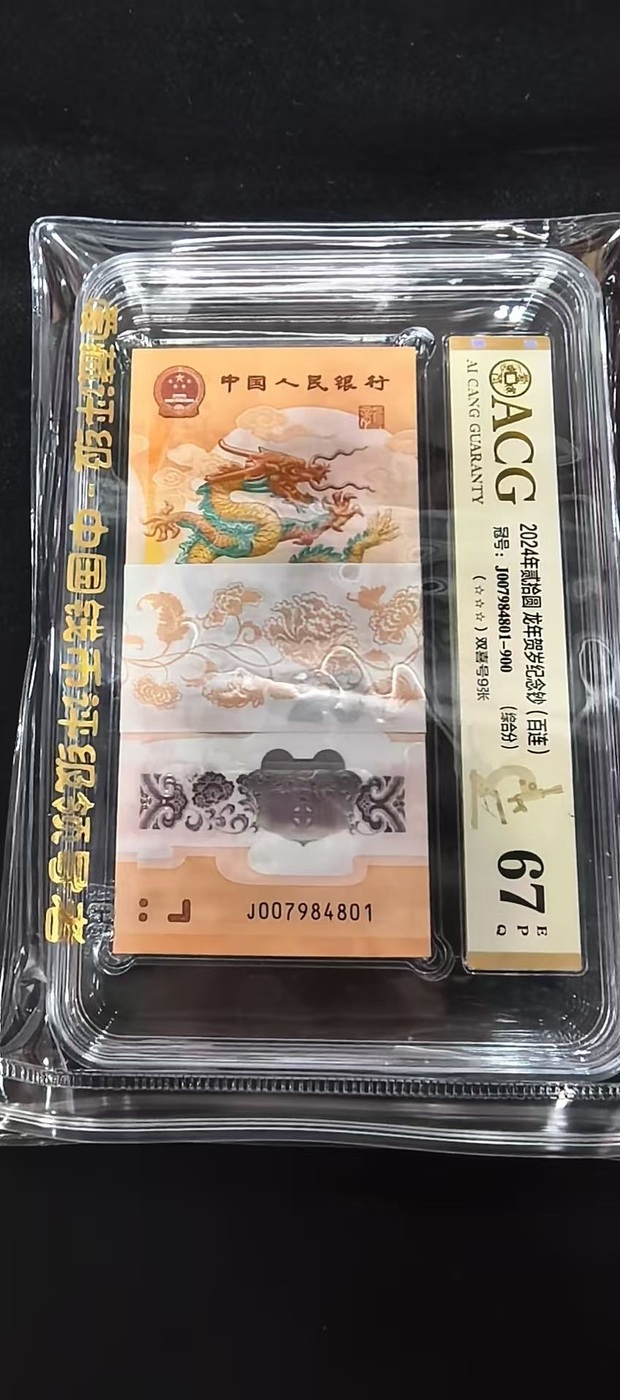 爱藏评级-中国钱币评级领导者
中国人民银行
J007984801
ACG
AI CANG GUARANTY
2024年贰拾圆 龙年贺岁纪念钞（百连）
冠号：J007984801-900 （综合分）
（☆☆☆）双喜号9张
67
EPQ